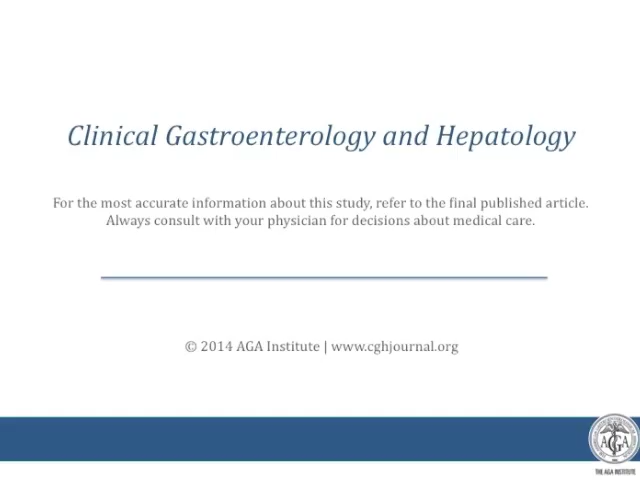 Clinical Gastroenterology and Hepatology
For the most accurate information about this study, refer to the final published article.
Always consult with your physician for decisions about medical care.
© 2014 AGA Institute | www.cghjournal.org
AGA
THE AGA INSTITUTE